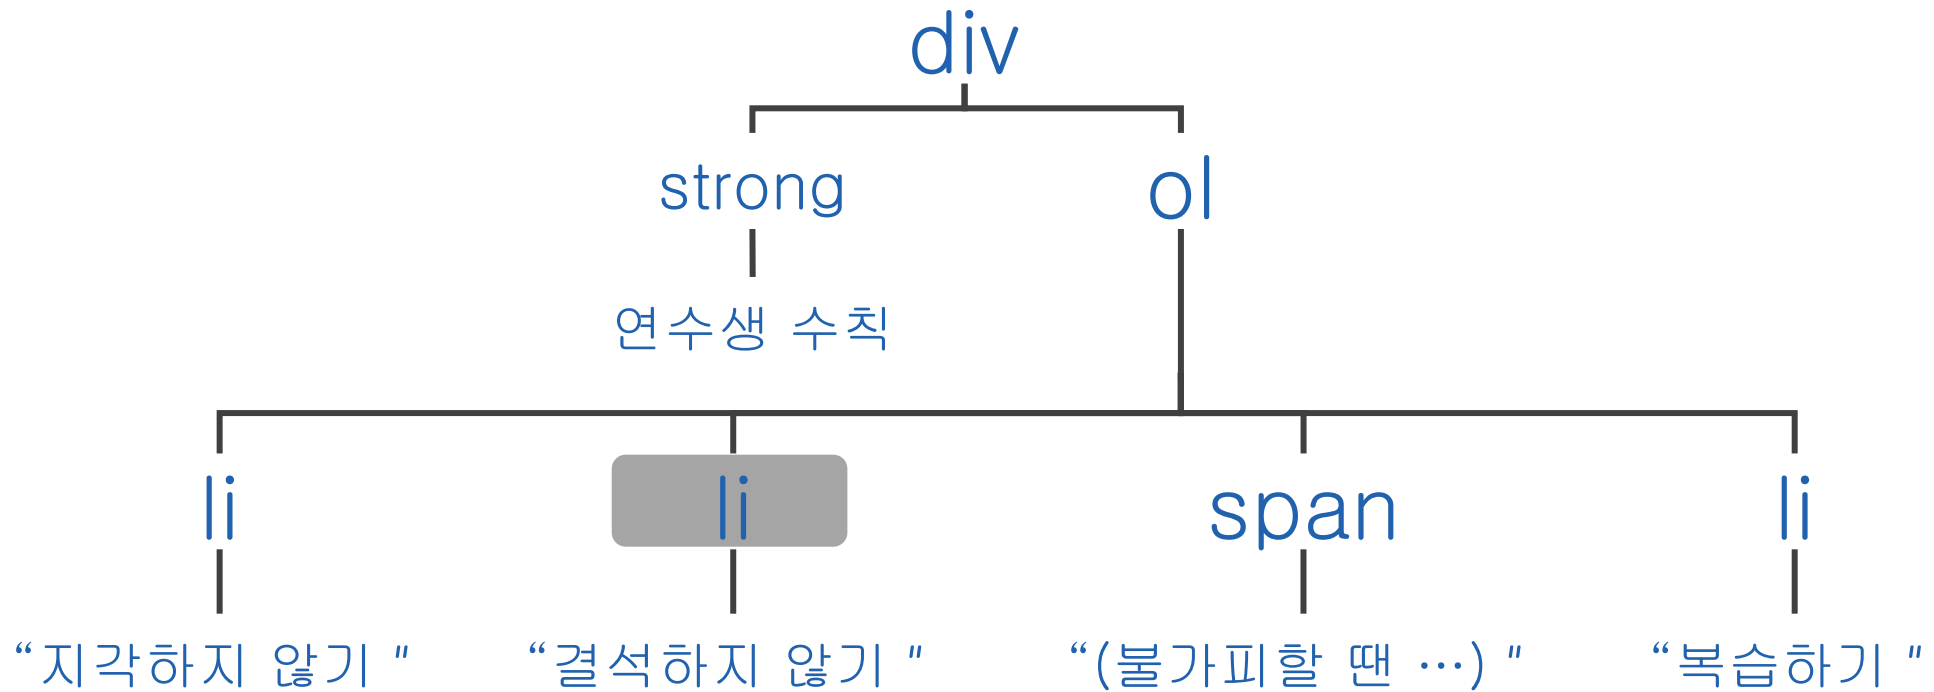 div
strong
ol
연수생 수칙
li
li
span
li
“지각하지 않기 "
“결석하지 않기 "
“(불가피할 땐 …) "
“복습하기 "